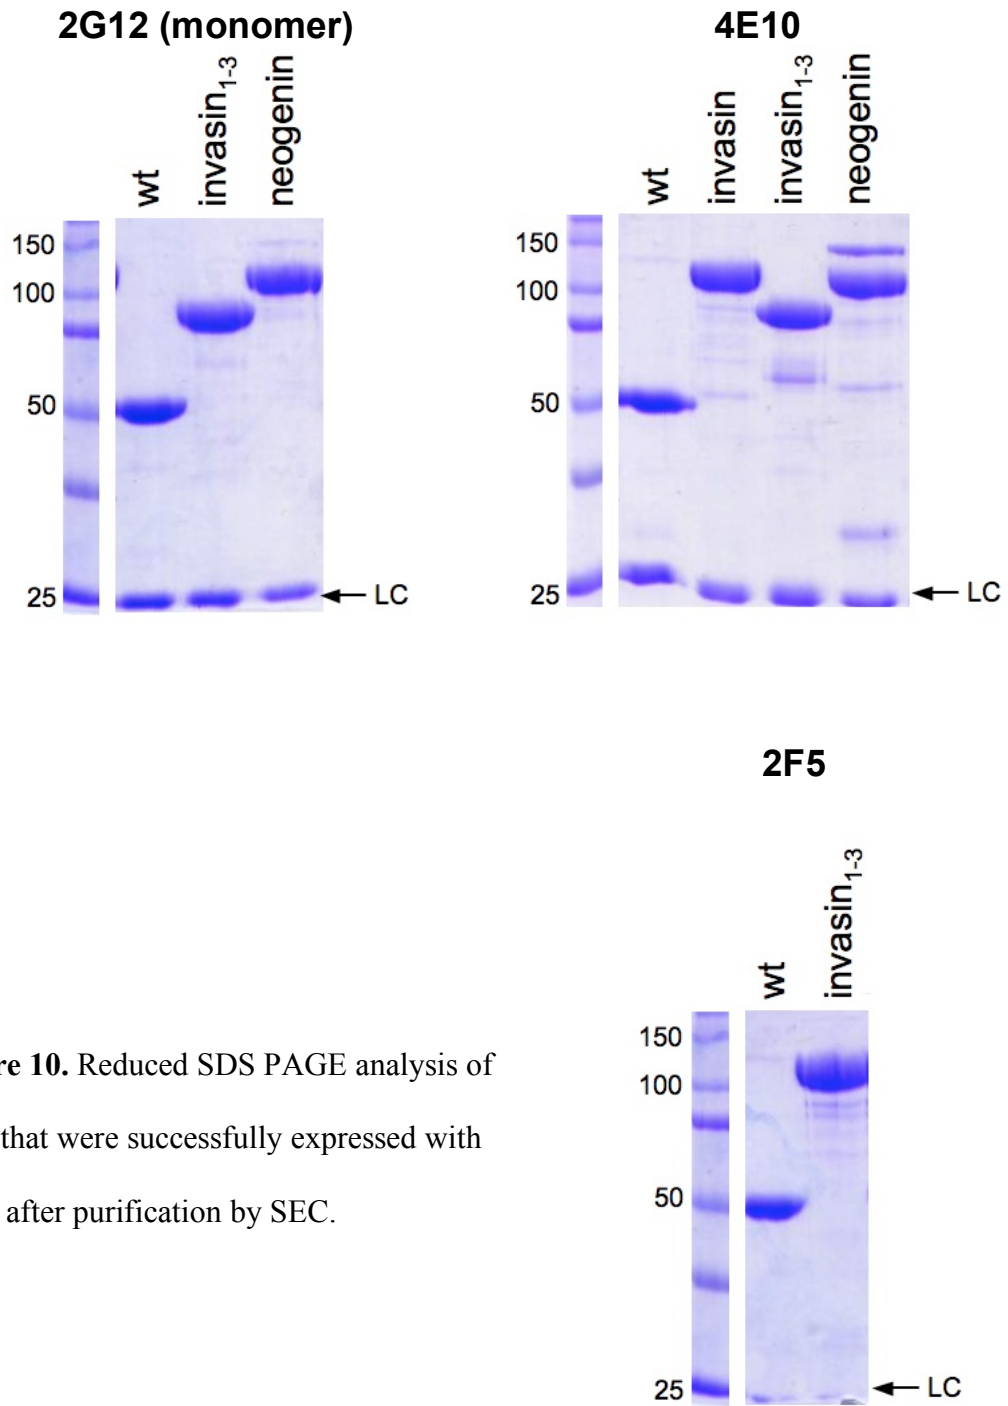 2G12 (monomer)
wt
invasin1-3
neogenin
150
100
50
25
LC
4E10
wt
invasin
invasin1-3
neogenin
150
100
50
25
LC
2F5
wt
invasin1-3
150
100
50
25
LC
re 10. Reduced SDS PAGE analysis of
that were successfully expressed with
after purification by SEC.